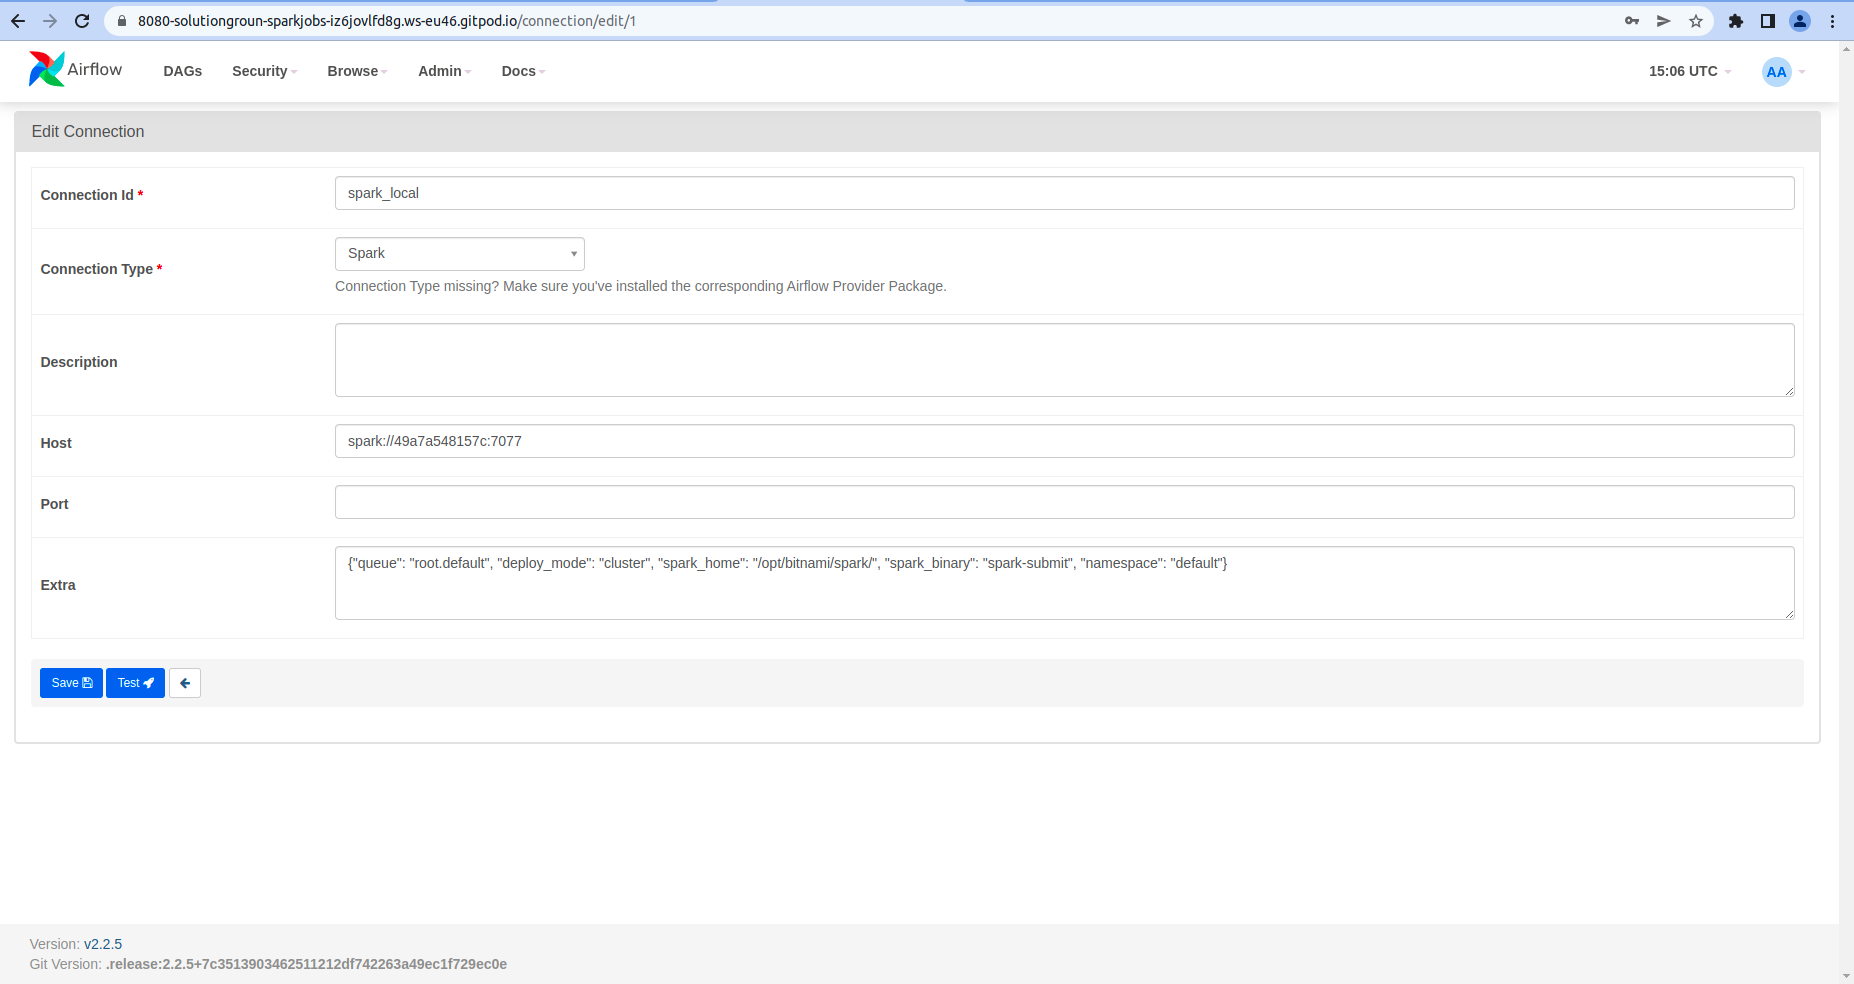 8080-solutiongroun-sparkjobs-iz6jovlfd8g.ws-eu46.gitpod.io/connection/edit/1
Airflow DAGs Security Browse Admin Docs 15:06 UTC AA
Edit Connection
Connection Id * spark_local
Connection Type * Spark
Connection Type missing? Make sure you've installed the corresponding Airflow Provider Package.
Description
Host spark://49a7a548157c:7077
Port
Extra {"queue": "root.default", "deploy_mode": "cluster", "spark_home": "/opt/bitnami/spark/", "spark_binary": "spark-submit", "namespace": "default"}
Save Test
Version: v2.2.5
Git Version: .release:2.2.5+7c3513903462511212df742263a49ec1f729ec0e